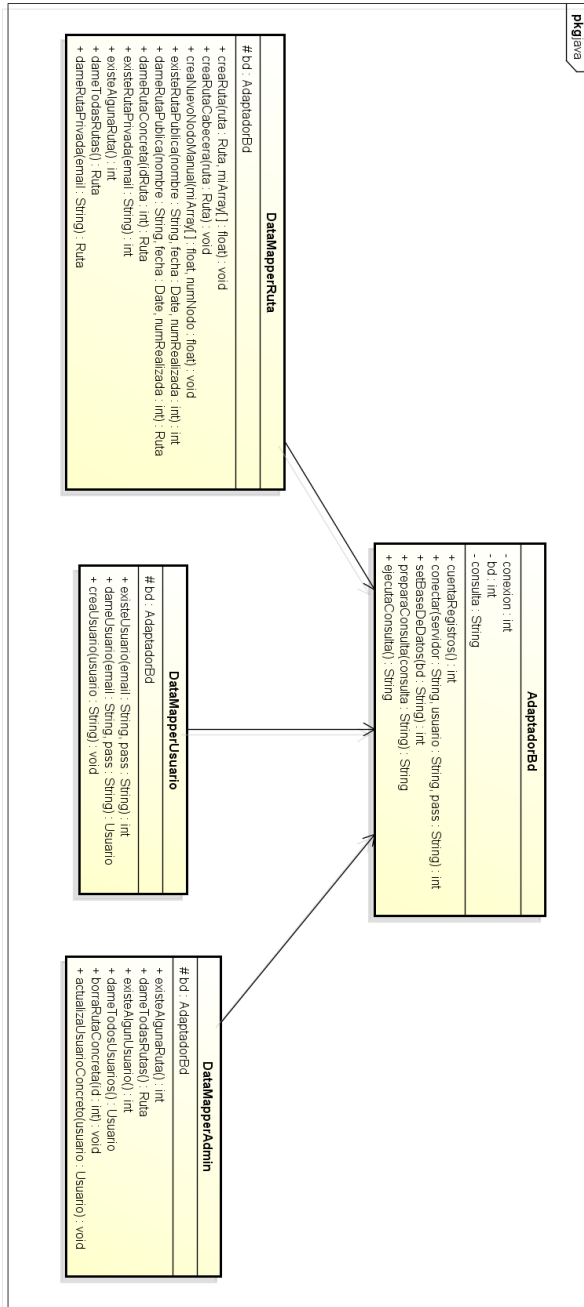 pkg java
AdaptadorBd
- conexion : int
- bd : int
- consulta : String
+ cuentaRegistros() : int
+ conectar(servidor : String, usuario : String, pass : String) : int
+ setBaseDeDatos(bd : String) : int
+ preparaConsulta(consulta : String) : String
+ ejecutaConsulta() : String
DataMapperRuta
# bd : AdaptadorBd
+ creaRuta(ruta : Ruta, miArray[] : float) : void
+ creaRutaCabecera(ruta : Ruta) : void
+ creaNuevoNodoManual(miArray[] : float, numNodo : float) : void
+ existeRutaPublica(nombre : String, fecha : Date, numRealizada : int) : int
+ dameRutaPublica(nombre : String, fecha : Date, numRealizada : int) : Ruta
+ dameRutaConcreta(idRuta : int) : Ruta
+ existeRutaPrivada(email : String) : int
+ existeAlgunaRuta() : int
+ dameTodasRutas() : Ruta
+ dameRutaPrivada(email : String) : Ruta
DataMapperUsuario
# bd : AdaptadorBd
+ existeUsuario(email : String, pass : String) : int
+ dameUsuario(email : String, pass : String) : Usuario
+ creaUsuario(usuario : String) : void
DataMapperAdmin
# bd : AdaptadorBd
+ existeAlgunaRuta() : int
+ dameTodasRutas() : Ruta
+ existeAlgunUsuario() : int
+ dameTodosUsuarios() : Usuario
+ borraRutaConcreta(id : int) : void
+ actualizaUsuarioConcreto(usuario : Usuario) : void